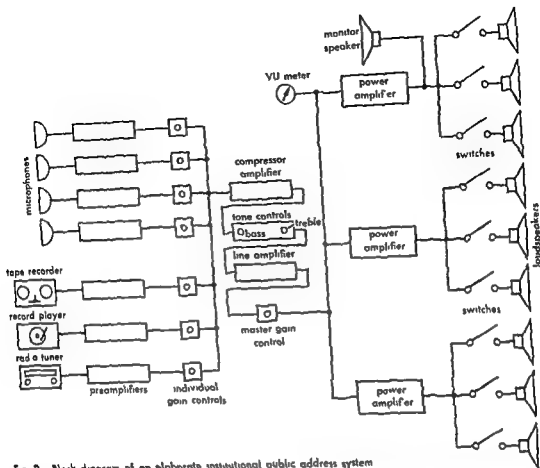 monitor
speaker
VU meter
power
amplifier
switches
microphones
compressor
amplifier
tone controls
bass
treble
line amplifier
power
amplifier
loudspeakers
tape recorder
record player
rad o tuner
master gain
control
switches
preamplifiers
individual
gain controls
power
amplifier
Block diagram of an elaborate institutional public address system